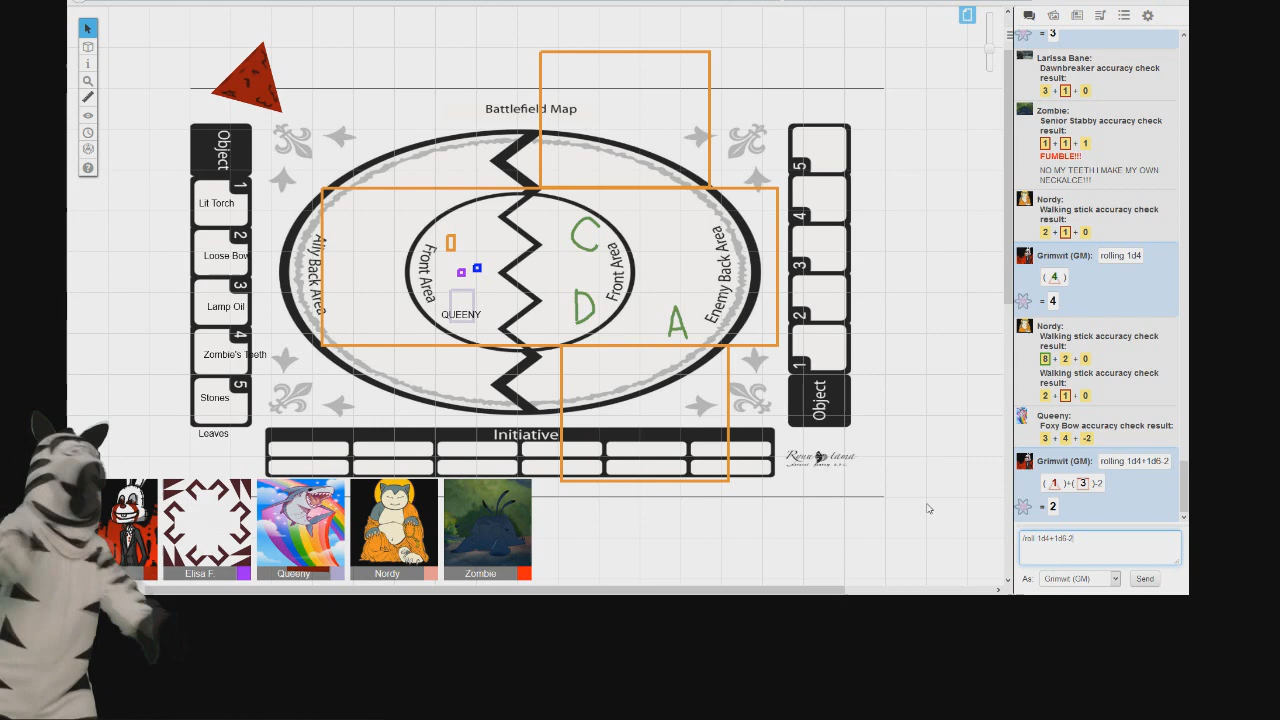 Battlefield Map
Object
1
Lit Torch
2
Loose Bow
3
Lamp Oil
4
Zombie's Teeth
5
Stones
Leaves
Ally Back Area
Front Area
QUEENY
C
D
A
Front Area
Enemy Back Area
5
4
3
2
1
Object
Initiative
Elisa F.
Queeny
Nordy
Zombie
= 3
Larissa Bane:
Dawnbreaker accuracy check
result:
3 + 1 + 0
Zombie:
Senior Stabby accuracy check
result:
1 + 1 + 1
FUMBLE!!!
NO MY TEETH I MAKE MY OWN
NECKALCE!!!
Nordy:
Walking stick accuracy check
result:
2 + 1 + 0
Grimwit (GM): rolling 1d4
( 4 )
= 4
Nordy:
Walking stick accuracy check
result:
8 + 2 + 0
Walking stick accuracy check
result:
2 + 1 + 0
Queeny:
Foxy Bow accuracy check result:
3 + 4 + -2
Grimwit (GM): rolling 1d4+1d6-2
( 1 )+( 3 )-2
= 2
/roll 1d4+1d6-2
As: Grimwit (GM) Send